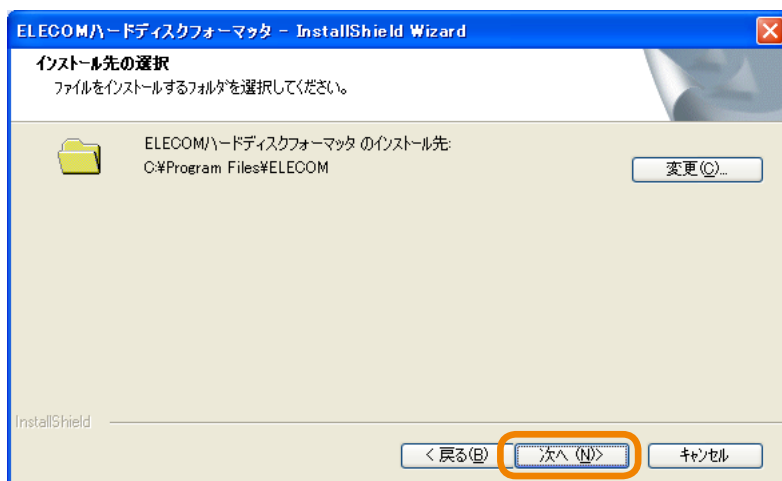 ELECOMハードディスクフォーマッタ - InstallShield Wizard
インストール先の選択
ファイルをインストールするフォルダを選択してください。
ELECOMハードディスクフォーマッタ のインストール先:
C:¥Program Files¥ELECOM
変更(C)...
InstallShield
< 戻る(B)
次へ (N)>
キャンセル